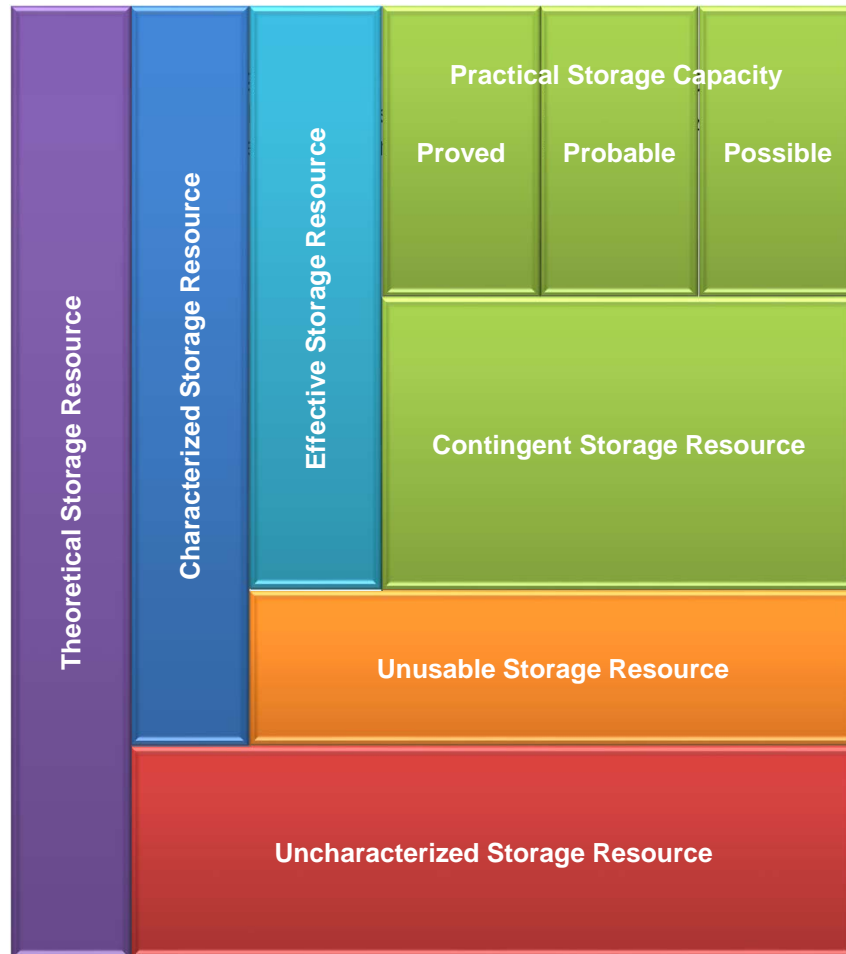 Theoretical Storage Resource
Characterized Storage Resource
Effective Storage Resource
Practical Storage Capacity
Proved
Probable
Possible
Contingent Storage Resource
Unusable Storage Resource
Uncharacterized Storage Resource